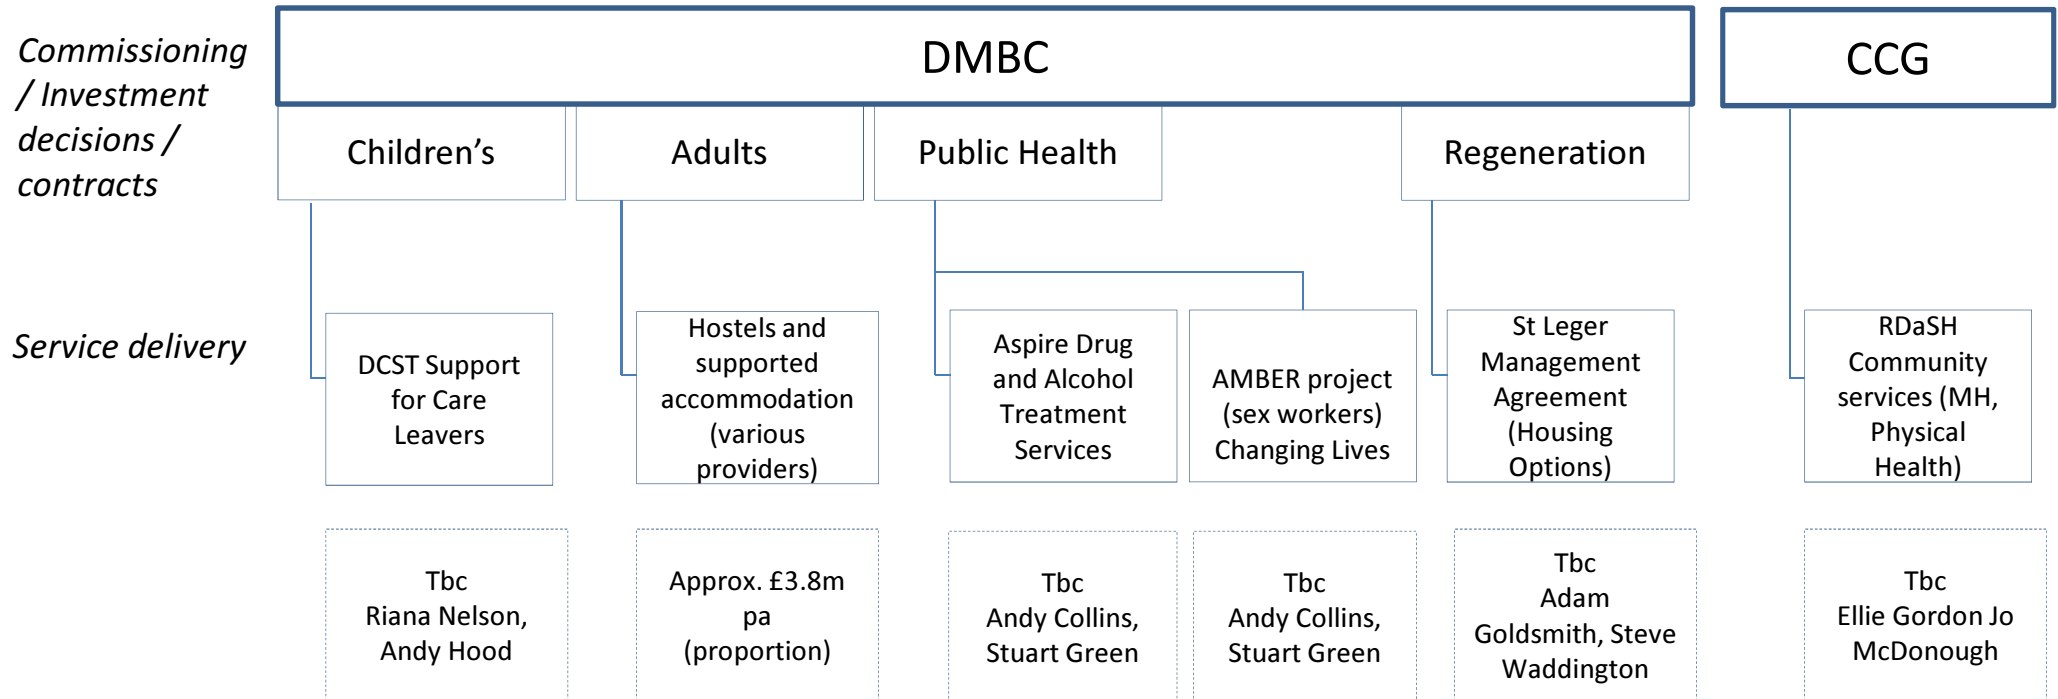 Commissioning
/ Investment
decisions /
contracts
DMBC
CCG
Children’s
Adults
Public Health
Regeneration
Service delivery
DCST Support
for Care
Leavers
Hostels and
supported
accommodation
(various
providers)
Aspire Drug
and Alcohol
Treatment
Services
AMBER project
(sex workers)
Changing Lives
St Leger
Management
Agreement
(Housing
Options)
RDaSH
Community
services (MH,
Physical
Health)
Tbc
Riana Nelson,
Andy Hood
Approx. £3.8m
pa
(proportion)
Tbc
Andy Collins,
Stuart Green
Tbc
Andy Collins,
Stuart Green
Tbc
Adam
Goldsmith, Steve
Waddington
Tbc
Ellie Gordon Jo
McDonough